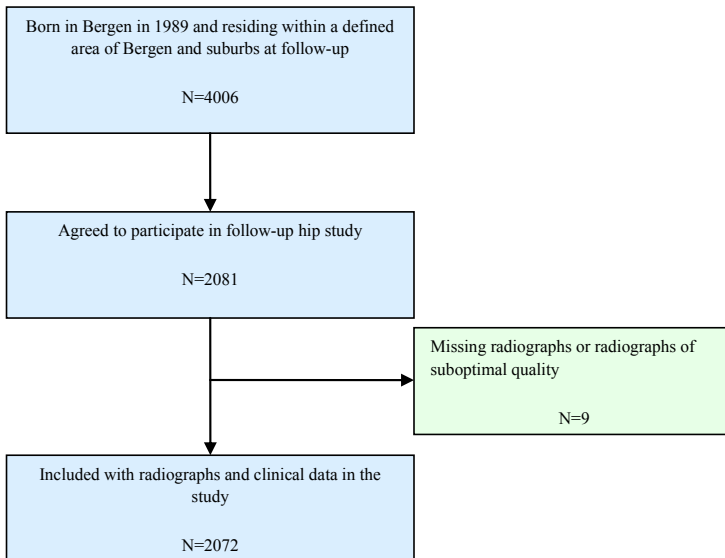 Born in Bergen in 1989 and residing within a defined
area of Bergen and suburbs at follow-up
N=4006
Agreed to participate in follow-up hip study
N=2081
Missing radiographs or radiographs of
suboptimal quality
N=9
Included with radiographs and clinical data in the
study
N=2072